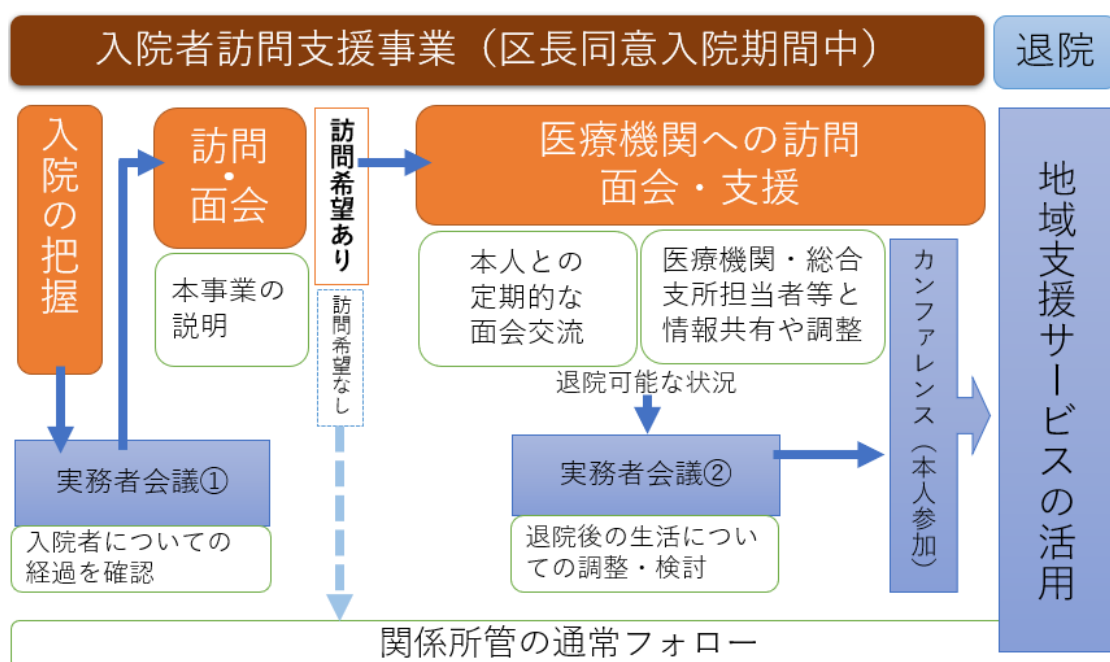 入院者訪問支援事業（区長同意入院期間中）
退院
入院の把握
訪問
・
面会
本事業の
説明
訪問希望あり
訪問希望なし
医療機関への訪問
面会・支援
本人との
定期的な
面会交流
医療機関・総合
支所担当者等と
情報共有や調整
退院可能な状況
実務者会議①
入院者についての
経過を確認
実務者会議②
退院後の生活につい
ての調整・検討
カンファレンス（本人参加）
地域支援サービスの活用
関係所管の通常フォロー